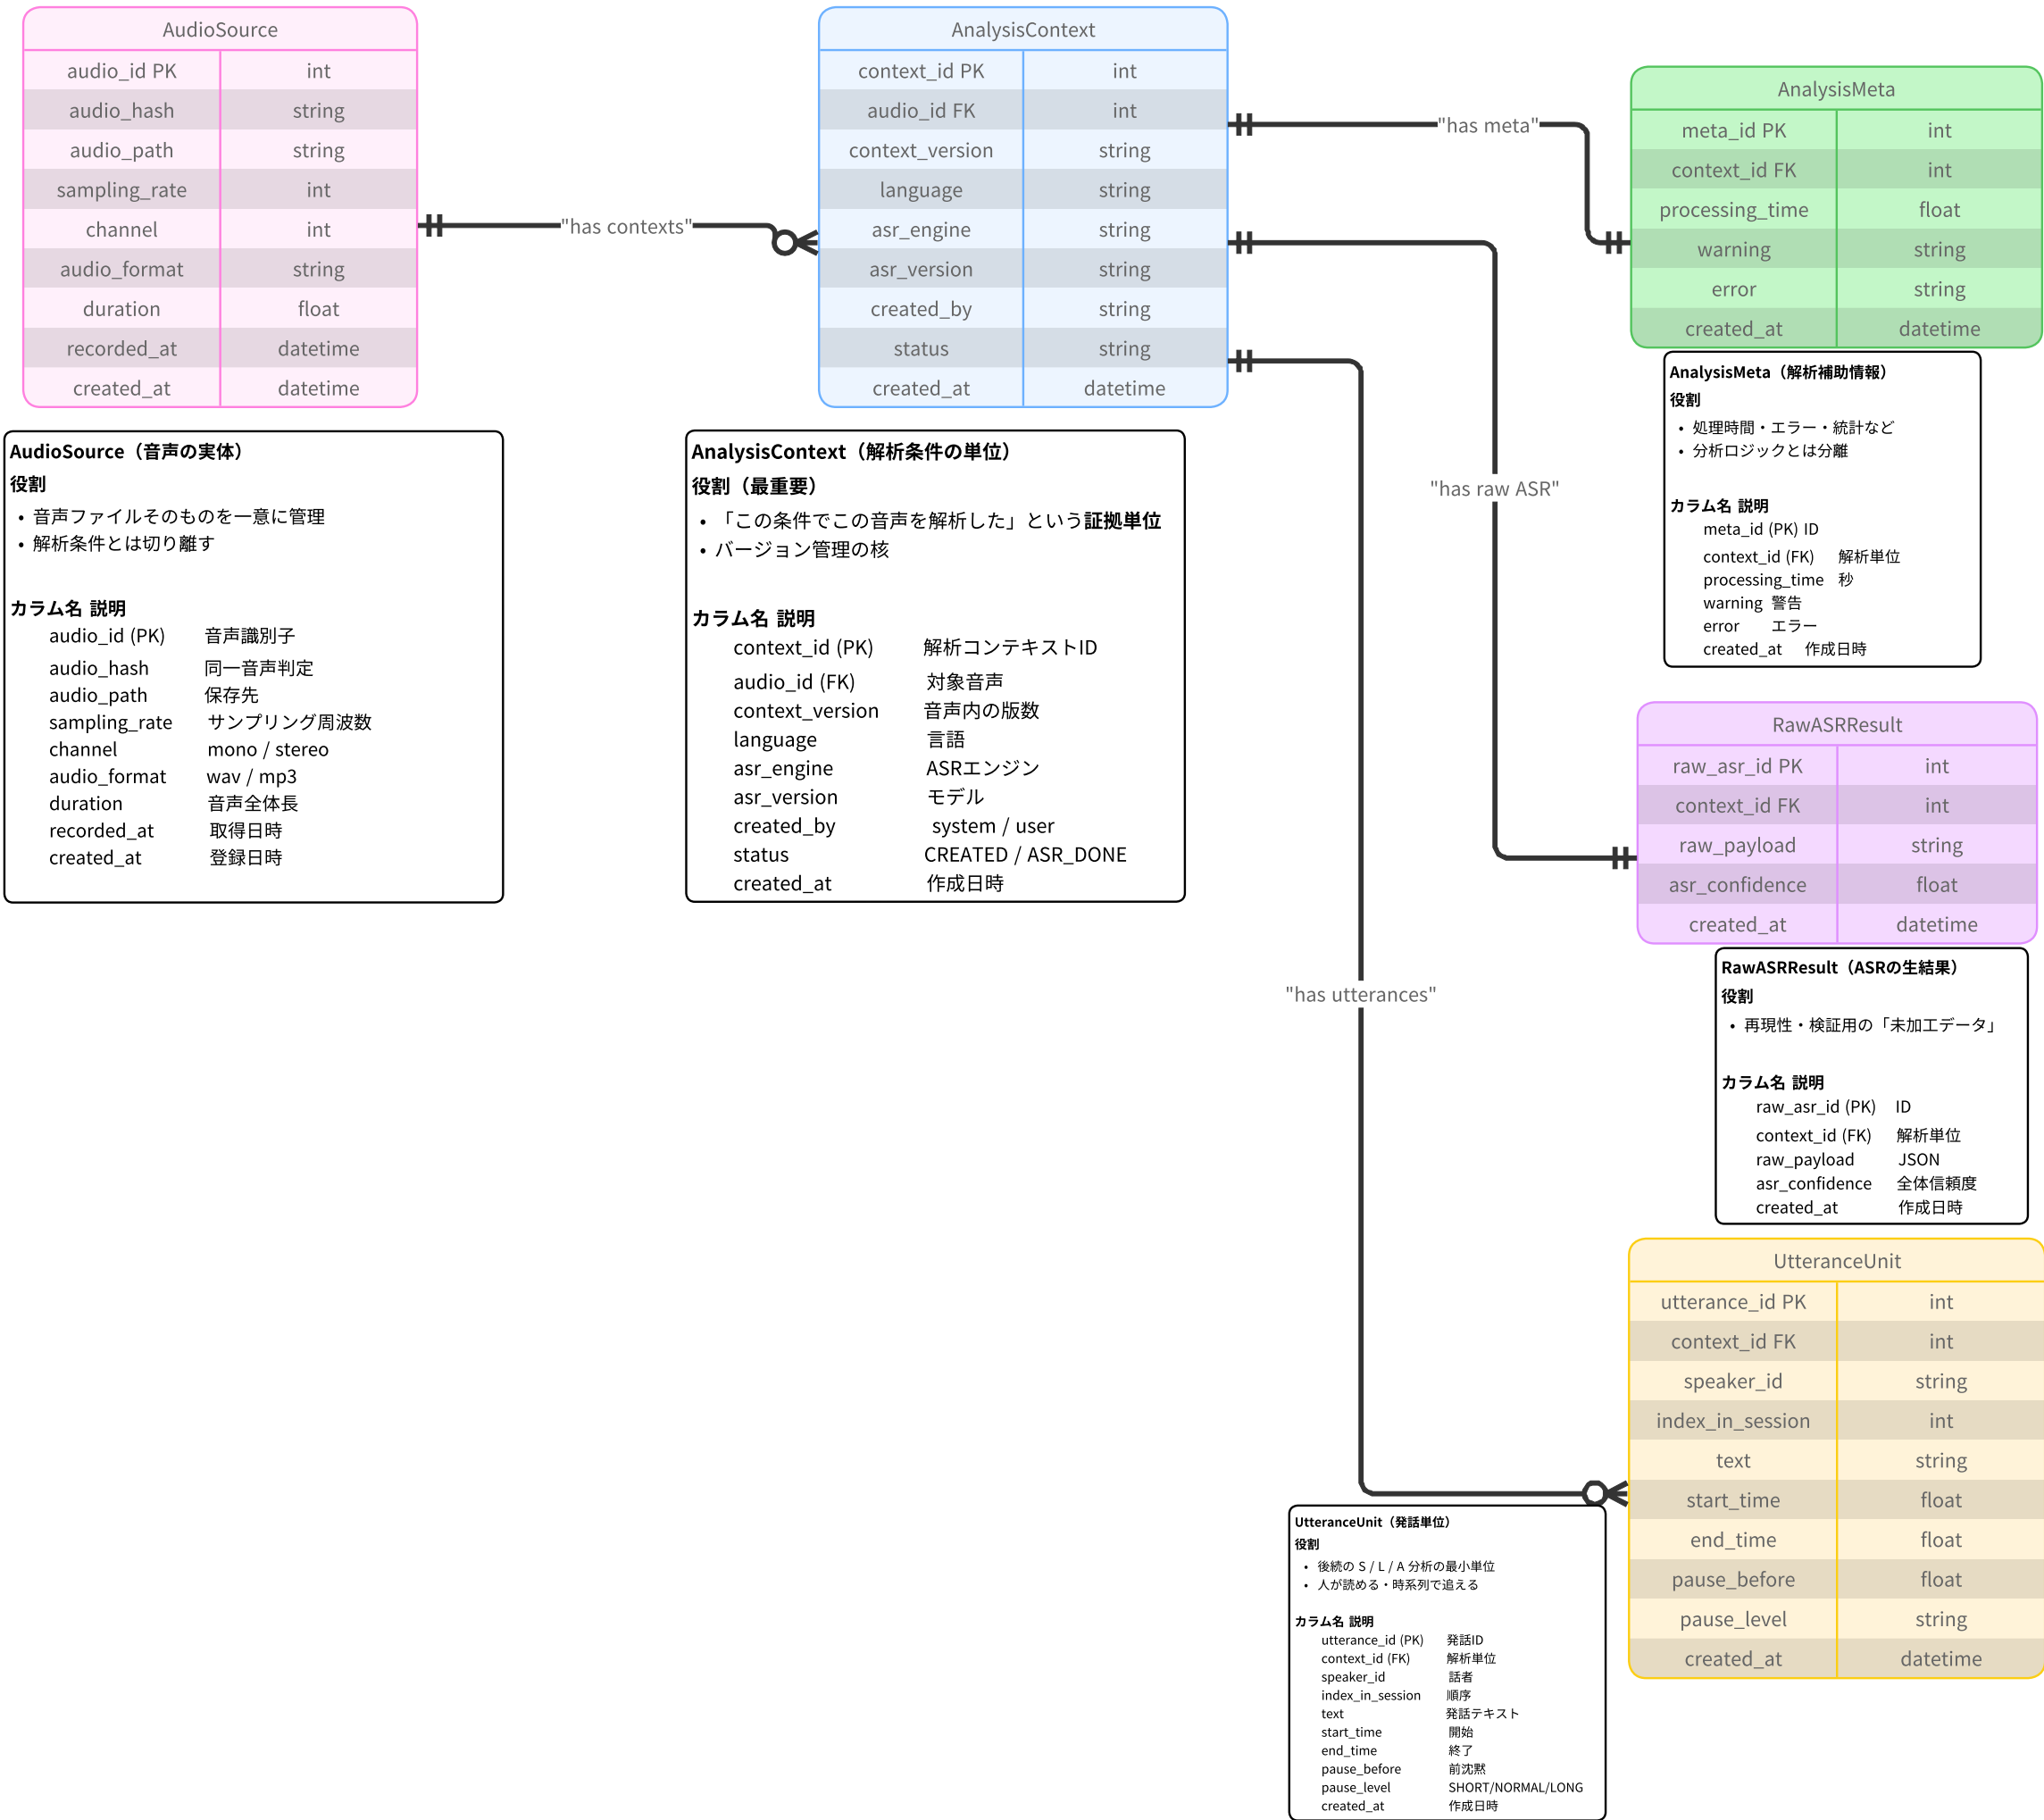 AudioSource
audio_id PK int
audio_hash string
audio_path string
sampling_rate int
channel int
audio_format string
duration float
recorded_at datetime
created_at datetime
"has contexts"
AnalysisContext
context_id PK int
audio_id FK int
context_version string
language string
asr_engine string
asr_version string
created_by string
status string
created_at datetime
"has meta"
"has raw ASR"
"has utterances"
AnalysisMeta
meta_id PK int
context_id FK int
processing_time float
warning string
error string
created_at datetime
AudioSource（音声の実体）
役割
• 音声ファイルそのものを一意に管理
• 解析条件とは切り離す
カラム名 説明
audio_id (PK) 音声識別子
audio_hash 同一音声判定
audio_path 保存先
sampling_rate サンプリング周波数
channel mono / stereo
audio_format wav / mp3
duration 音声全体長
recorded_at 取得日時
created_at 登録日時
AnalysisContext（解析条件の単位）
役割（最重要）
• 「この条件でこの音声を解析した」という証拠単位
• バージョン管理の核
カラム名 説明
context_id (PK) 解析コンテキストID
audio_id (FK) 対象音声
context_version 音声内の版数
language 言語
asr_engine ASRエンジン
asr_version モデル
created_by system / user
status CREATED / ASR_DONE
created_at 作成日時
AnalysisMeta（解析補助情報）
役割
• 処理時間・エラー・統計など
• 分析ロジックとは分離
カラム名 説明
meta_id (PK) ID
context_id (FK) 解析単位
processing_time 秒
warning 警告
error エラー
created_at 作成日時
RawASRResult
raw_asr_id PK int
context_id FK int
raw_payload string
asr_confidence float
created_at datetime
RawASRResult（ASRの生結果）
役割
• 再現性・検証用の「未加工データ」
カラム名 説明
raw_asr_id (PK) ID
context_id (FK) 解析単位
raw_payload JSON
asr_confidence 全体信頼度
created_at 作成日時
UtteranceUnit
utterance_id PK int
context_id FK int
speaker_id string
index_in_session int
text string
start_time float
end_time float
pause_before float
pause_level string
created_at datetime
UtteranceUnit（発話単位）
役割
• 後続の S / L / A 分析の最小単位
• 人が読める・時系列で追える
カラム名 説明
utterance_id (PK) 発話ID
context_id (FK) 解析単位
speaker_id 話者
index_in_session 順序
text 発話テキスト
start_time 開始
end_time 終了
pause_before 前沈黙
pause_level SHORT/NORMAL/LONG
created_at 作成日時